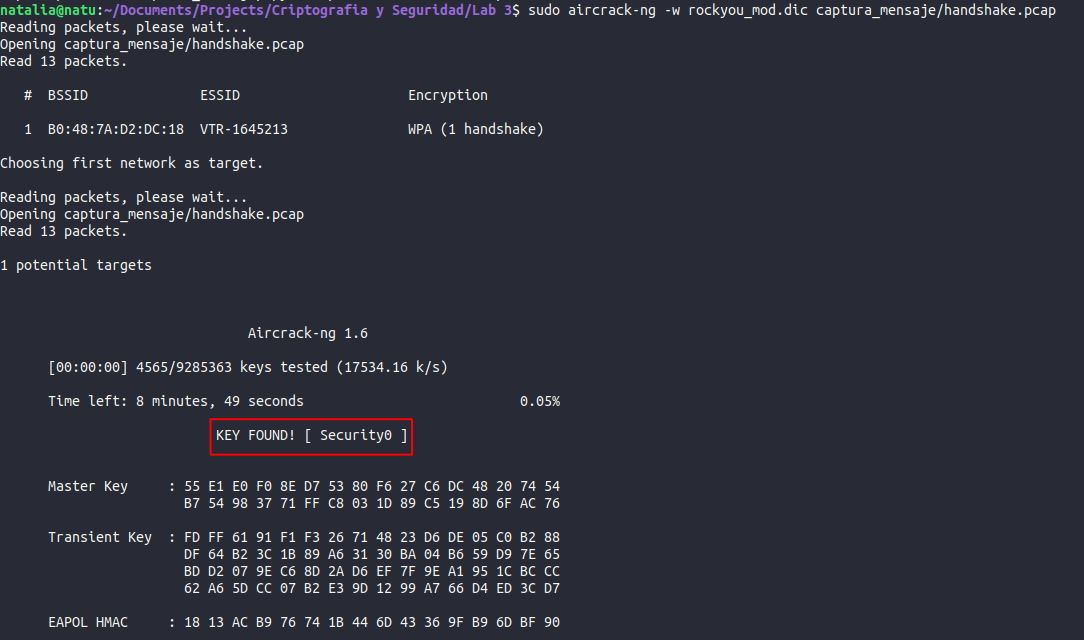 natalia@natu:~/Documents/Projects/Criptografia y Seguridad/Lab 3$ sudo aircrack-ng -w rockyou_mod.dic captura_mensaje/handshake.pcap
Reading packets, please wait...
Opening captura_mensaje/handshake.pcap
Read 13 packets.
# BSSID ESSID Encryption
1 B0:48:7A:D2:DC:18 VTR-1645213 WPA (1 handshake)
Choosing first network as target.
Reading packets, please wait...
Opening captura_mensaje/handshake.pcap
Read 13 packets.
1 potential targets
Aircrack-ng 1.6
[00:00:00] 4565/9285363 keys tested (17534.16 k/s)
Time left: 8 minutes, 49 seconds 0.05%
KEY FOUND! [ Security0 ]
Master Key : 55 E1 E0 F0 8E D7 53 80 F6 27 C6 DC 48 20 74 54
B7 54 98 37 71 FF C8 03 1D 89 C5 19 8D 6F AC 76
Transient Key : FD FF 61 91 F1 F3 26 71 48 23 D6 DE 05 C0 B2 88
DF 64 B2 3C 1B 89 A6 31 30 BA 04 B6 59 D9 7E 65
BD D2 07 9E C6 8D 2A D6 EF 7F 9E A1 95 1C BC CC
62 A6 5D CC 07 B2 E3 9D 12 99 A7 66 D4 ED 3C D7
EAPOL HMAC : 18 13 AC B9 76 74 1B 44 6D 43 36 9F B9 6D BF 90